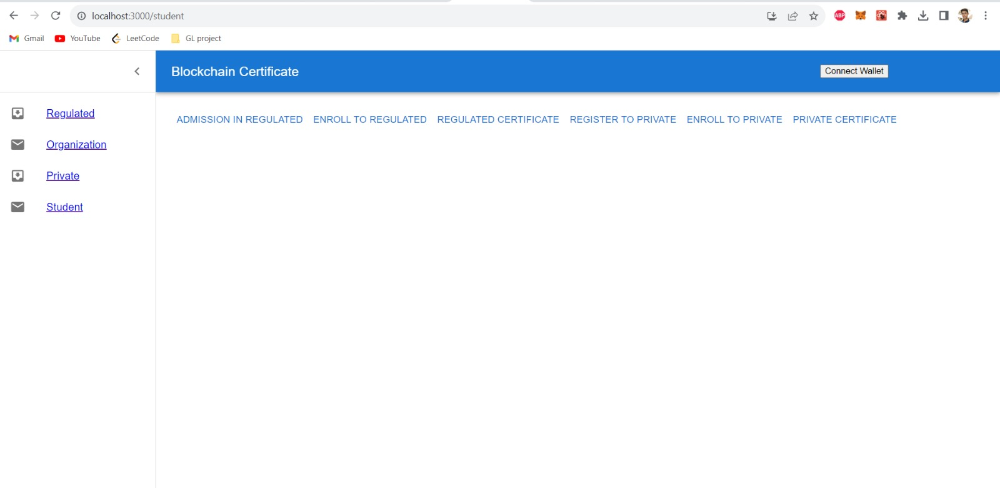 localhost:3000/student
ABP
Gmail YouTube LeetCode GL project
Blockchain Certificate Connect Wallet
Regulated
Organization
Private
Student
ADMISSION IN REGULATED ENROLL TO REGULATED REGULATED CERTIFICATE REGISTER TO PRIVATE ENROLL TO PRIVATE PRIVATE CERTIFICATE